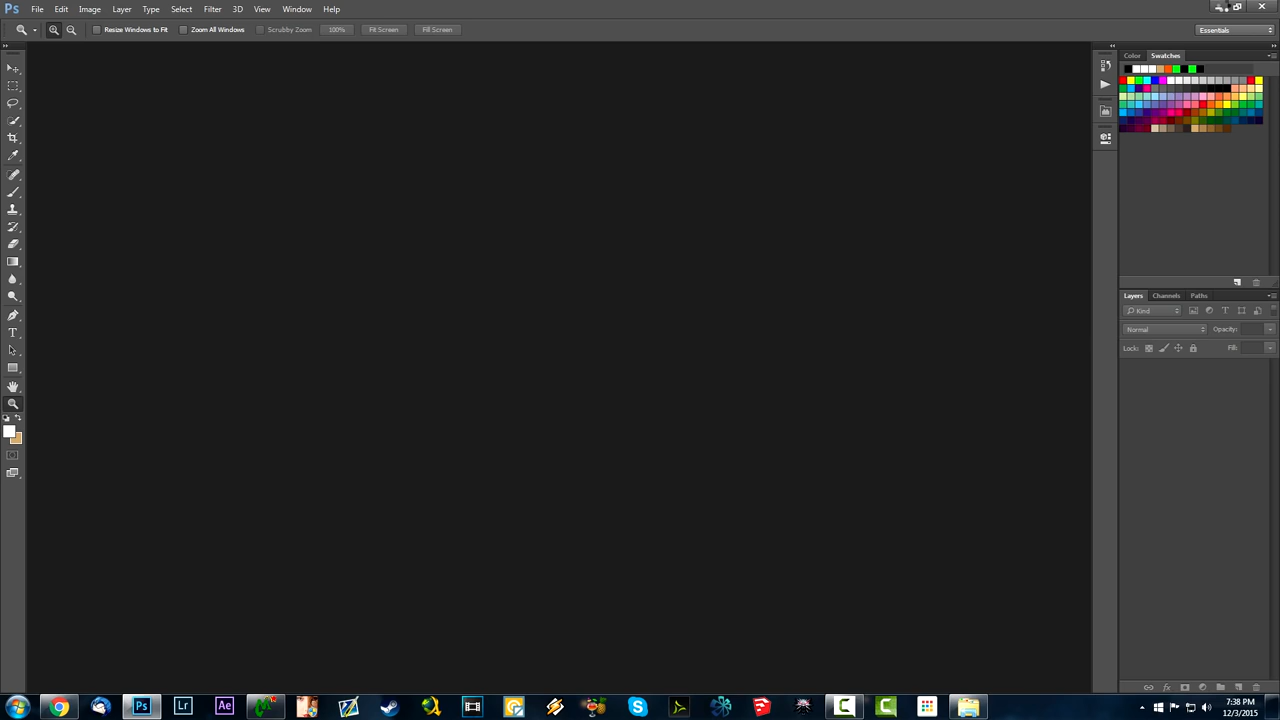 Ps File Edit Image Layer Type Select Filter 3D View Window Help
Resize Windows to Fit Zoom All Windows Scrubby Zoom 100% Fit Screen Fill Screen Essentials
Color Swatches
Layers Channels Paths
Kind
Normal Opacity:
Lock: Fill:
T
Ps Lr Ae 7:38 PM
12/3/2015